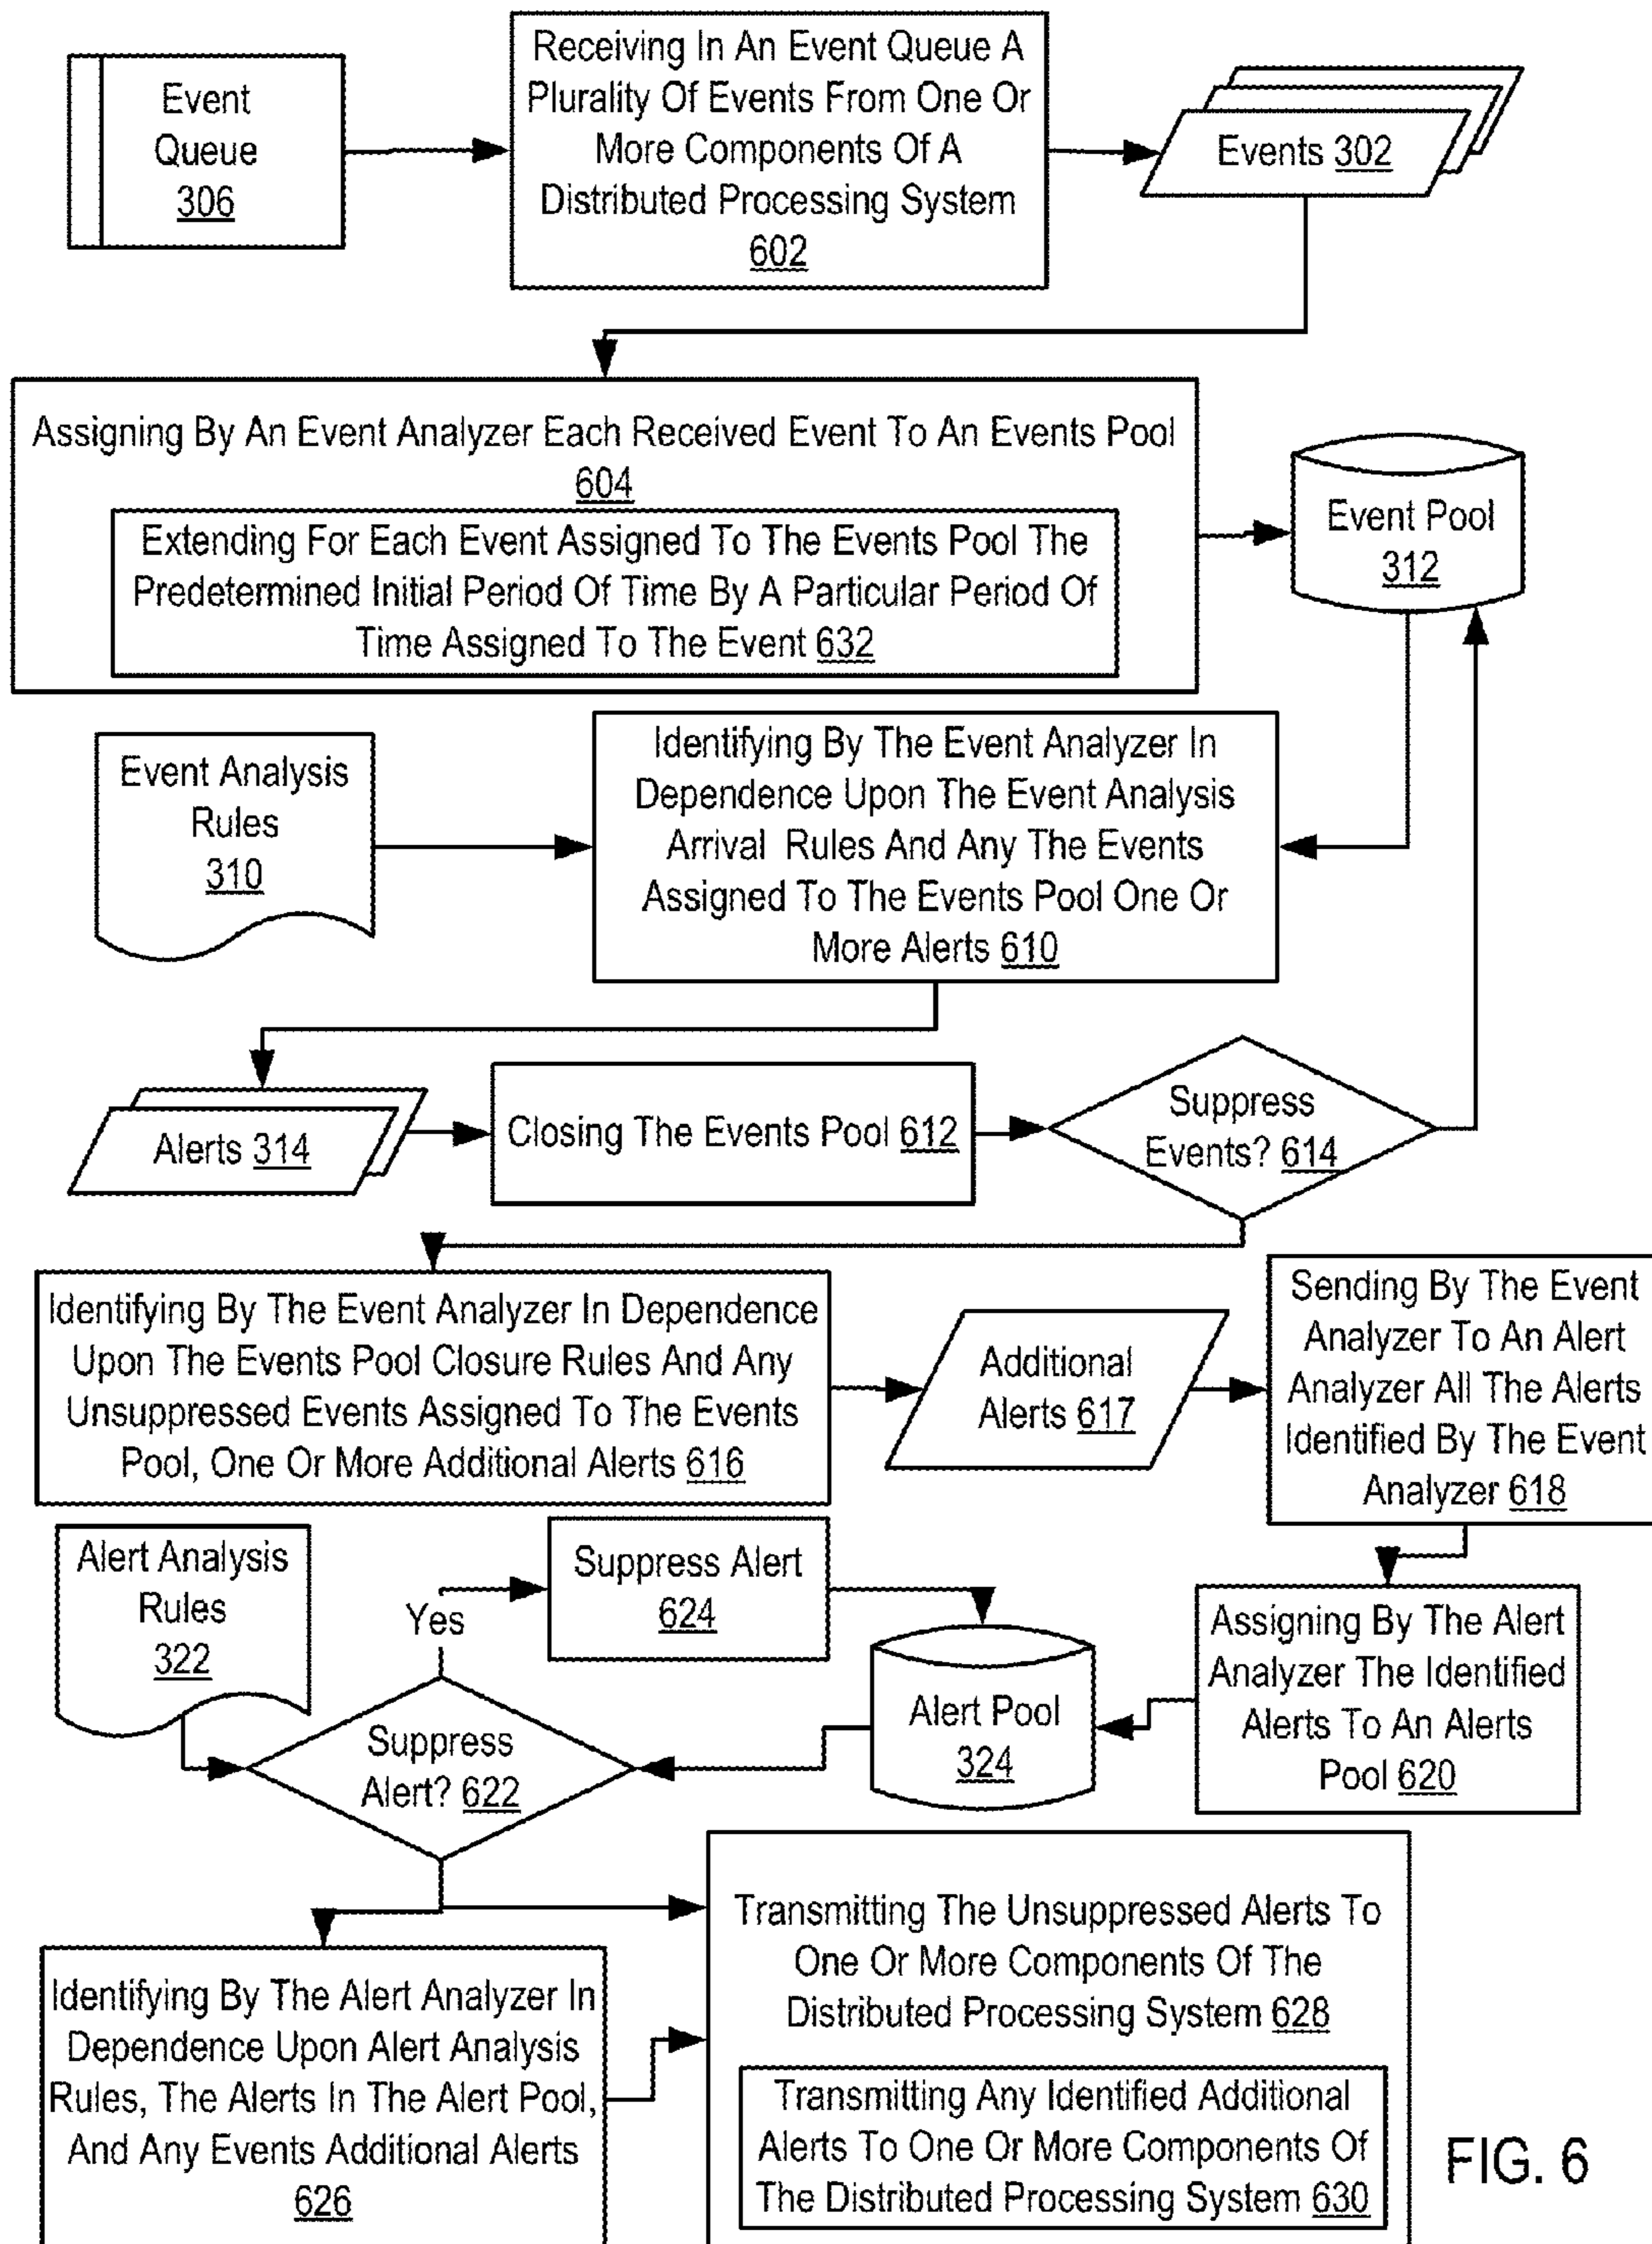 Event
Queue
306
Receiving In An Event Queue A
Plurality Of Events From One Or
More Components Of A
Distributed Processing System
602
Events 302
Assigning By An Event Analyzer Each Received Event To An Events Pool
604
Extending For Each Event Assigned To The Events Pool The
Predetermined Initial Period Of Time By A Particular Period Of
Time Assigned To The Event 632
Event Pool
312
Event Analysis
Rules
310
Identifying By The Event Analyzer In
Dependence Upon The Event Analysis
Arrival Rules And Any The Events
Assigned To The Events Pool One Or
More Alerts 610
Alerts 314
Closing The Events Pool 612
Suppress
Events? 614
Identifying By The Event Analyzer In Dependence
Upon The Events Pool Closure Rules And Any
Unsuppressed Events Assigned To The Events
Pool, One Or More Additional Alerts 616
Additional
Alerts 617
Sending By The Event
Analyzer To An Alert
Analyzer All The Alerts
Identified By The Event
Analyzer 618
Alert Analysis
Rules
322
Yes
Suppress Alert
624
Alert Pool
324
Assigning By The Alert
Analyzer The Identified
Alerts To An Alerts
Pool 620
Suppress
Alert? 622
Identifying By The Alert Analyzer In
Dependence Upon Alert Analysis
Rules, The Alerts In The Alert Pool,
And Any Events Additional Alerts
626
Transmitting The Unsuppressed Alerts To
One Or More Components Of The
Distributed Processing System 628
Transmitting Any Identified Additional
Alerts To One Or More Components Of
The Distributed Processing System 630
FIG. 6